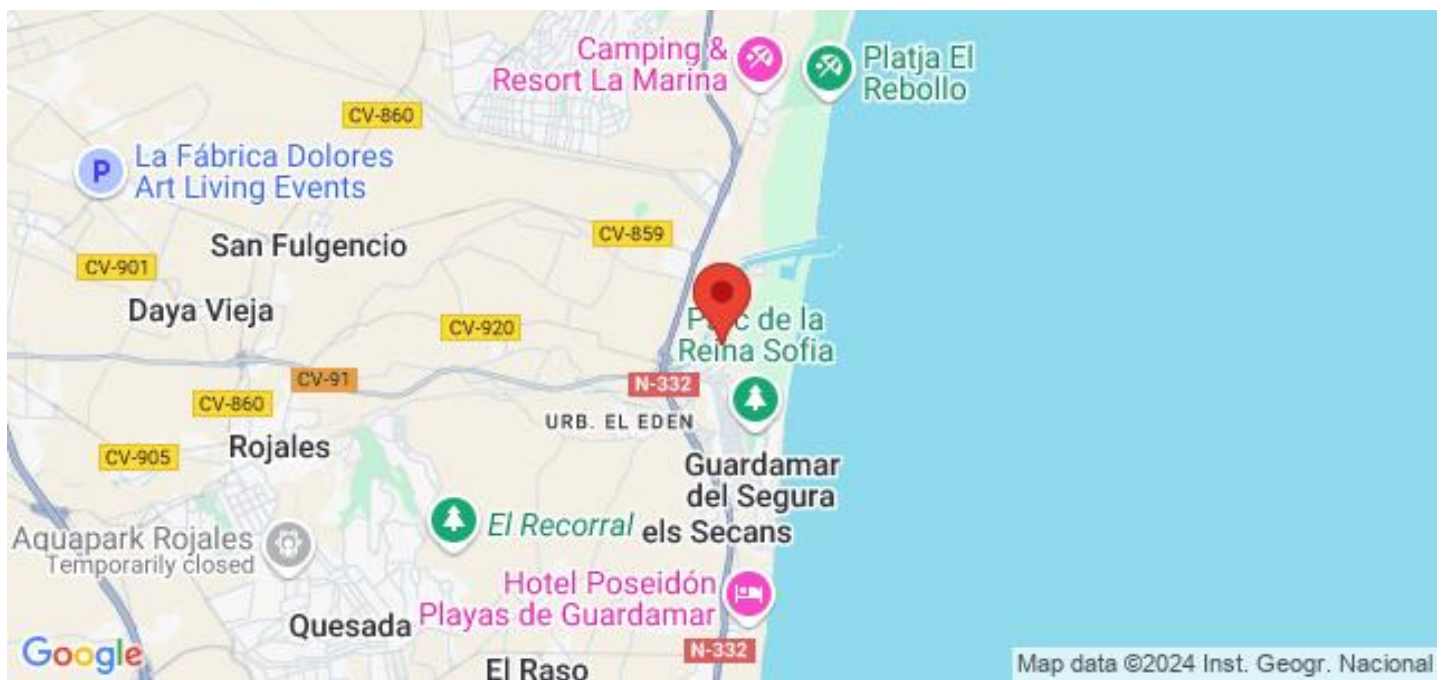 Camping &
Resort La Marina
Platja El
Rebollo
CV-860
P
La Fábrica Dolores
Art Living Events
San Fulgencio
CV-859
CV-901
Daya Vieja
CV-920
Parc de la
Reina Sofia
CV-91
N-332
CV-860
URB. EL EDEN
Rojales
CV-905
Guardamar
del Segura
El Recorral
els Secans
Aquapark Rojales
Temporarily closed
Hotel Poseidón
Playas de Guardamar
Quesada
N-332
El Raso
Google
Map data ©2024 Inst. Geogr. Nacional